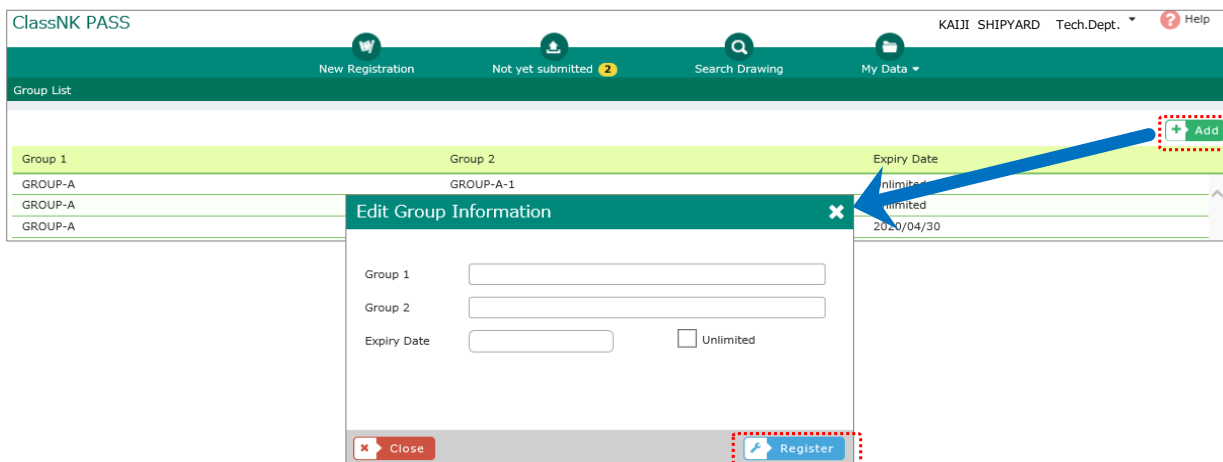 ClassNK PASS
KAIJI SHIPYARD Tech.Dept.
? Help
New Registration
Not yet submitted 2
Search Drawing
My Data
Group List
+ Add
Group 1 Group 2 Expiry Date
GROUP-A GROUP-A-1 Unlimited
GROUP-A Unlimited
GROUP-A 2020/04/30
Edit Group Information
Group 1
Group 2
Expiry Date Unlimited
Close
Register